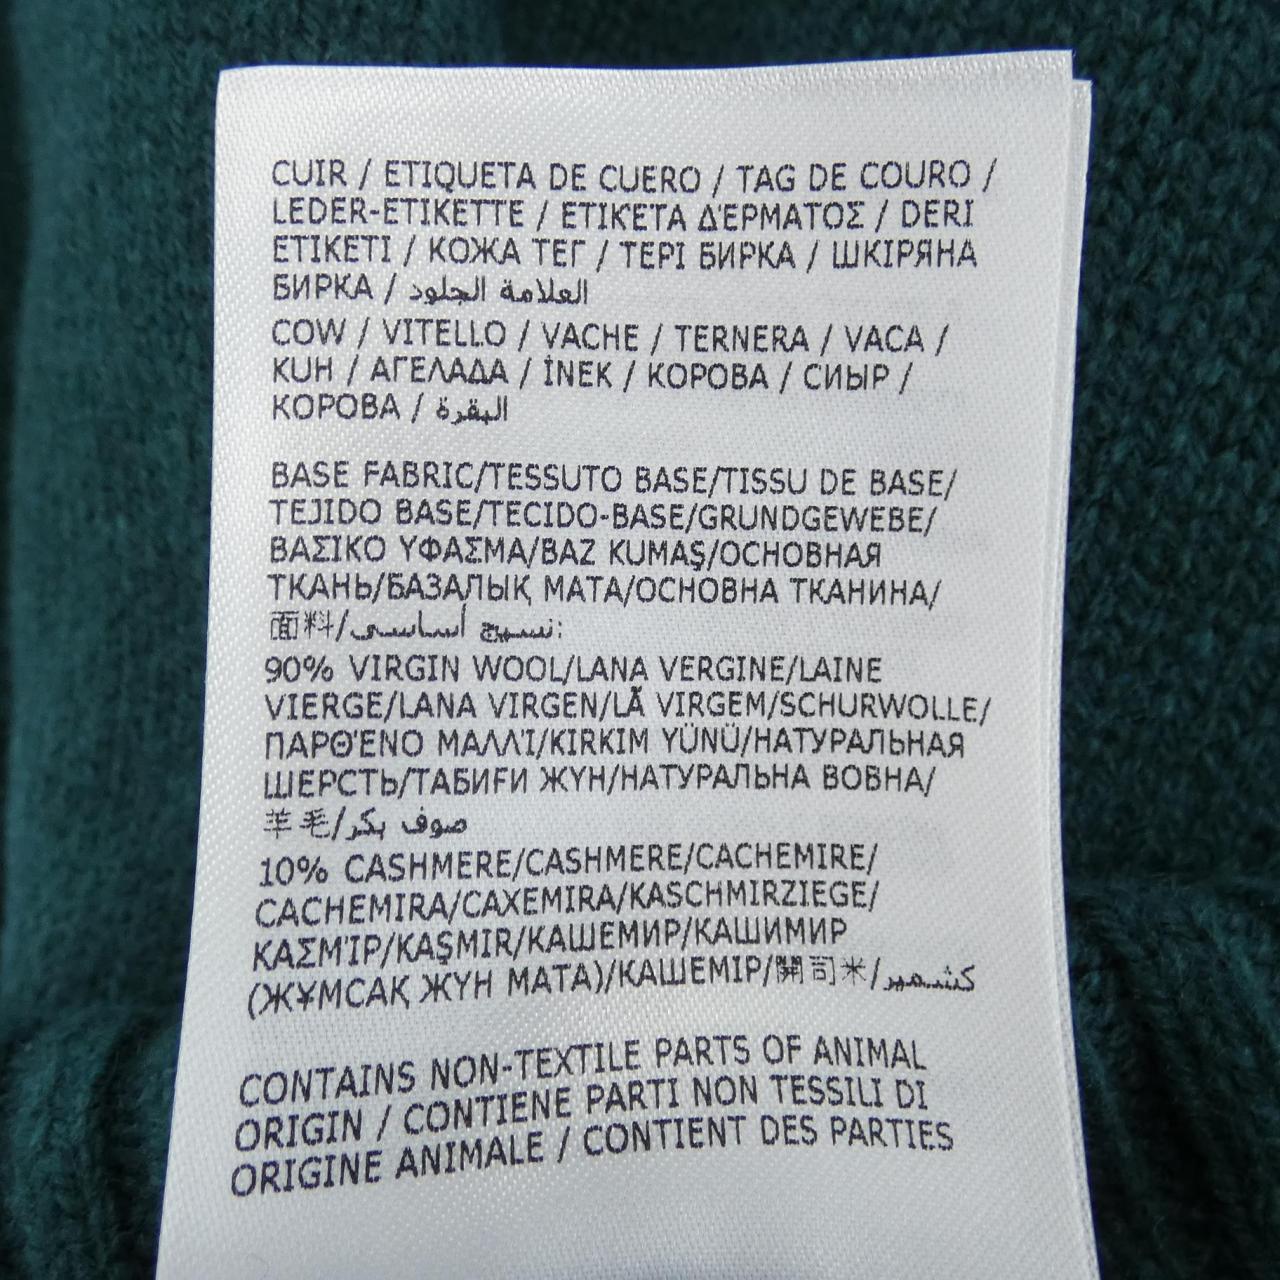 CUIR / ETIQUETA DE CUERO / TAG DE COURO /
LEDER-ETIKETTE / ΕΤΙΚΈΤΑ ΔΈΡΜΑΤΟΣ / DERI
ETIKETI / КОЖА ТЕГ / ТЕРІ БИРКА / ШКІРЯНА
БИРКА / العلامة الجلود
COW / VITELLO / VACHE / TERNERA / VACA /
KUH / ΑΓΕΛΑΔΑ / İNEK / КОРОВА / СИЫР /
КОРОВА / البقرة
BASE FABRIC/TESSUTO BASE/TISSU DE BASE/
TEJIDO BASE/TECIDO-BASE/GRUNDGEWEBE/
ΒΑΣΙΚΟ ΥΦΑΣΜΑ/BAZ KUMAŞ/ОСНОВНАЯ
ТКАНЬ/БАЗАЛЫҚ МАТА/ОСНОВНА ТКАНИНА/
面料/نسيج أساسى:
90% VIRGIN WOOL/LANA VERGINE/LAINE
VIERGE/LANA VIRGEN/LÃ VIRGEM/SCHURWOLLE/
ΠΑΡΘΈΝΟ ΜΑΛΛΊ/KIRKIM YÜNÜ/НАТУРАЛЬНАЯ
ШЕРСТЬ/ТАБИҒИ ЖҮН/НАТУРАЛЬНА ВОВНА/
羊毛/صوف بكر
10% CASHMERE/CASHMERE/CACHEMIRE/
CACHEMIRA/CAXEMIRA/KASCHMIRZIEGE/
ΚΑΣΜΊΡ/KAŞMIR/КАШЕМИР/КАШИМИР
(ЖҰМСАҚ ЖҮН МАТА)/КАШЕМІР/開司米/كشمير
CONTAINS NON-TEXTILE PARTS OF ANIMAL
ORIGIN / CONTIENE PARTI NON TESSILI DI
ORIGINE ANIMALE / CONTIENT DES PARTIES